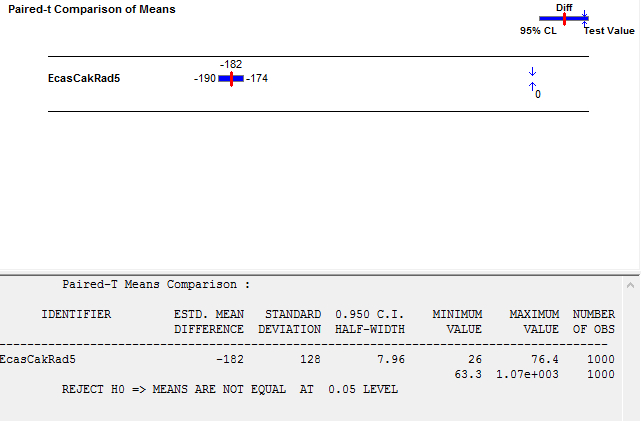 Paired-t Comparison of Means
Diff
95% CL Test Value
-182
EcasCakRad5 -190 -174
0
Paired-T Means Comparison :
IDENTIFIER ESTD. MEAN STANDARD 0.950 C.I. MINIMUM MAXIMUM NUMBER
DIFFERENCE DEVIATION HALF-WIDTH VALUE VALUE OF OBS
EcasCakRad5 -182 128 7.96 26 76.4 1000
63.3 1.07e+003 1000
REJECT H0 => MEANS ARE NOT EQUAL AT 0.05 LEVEL